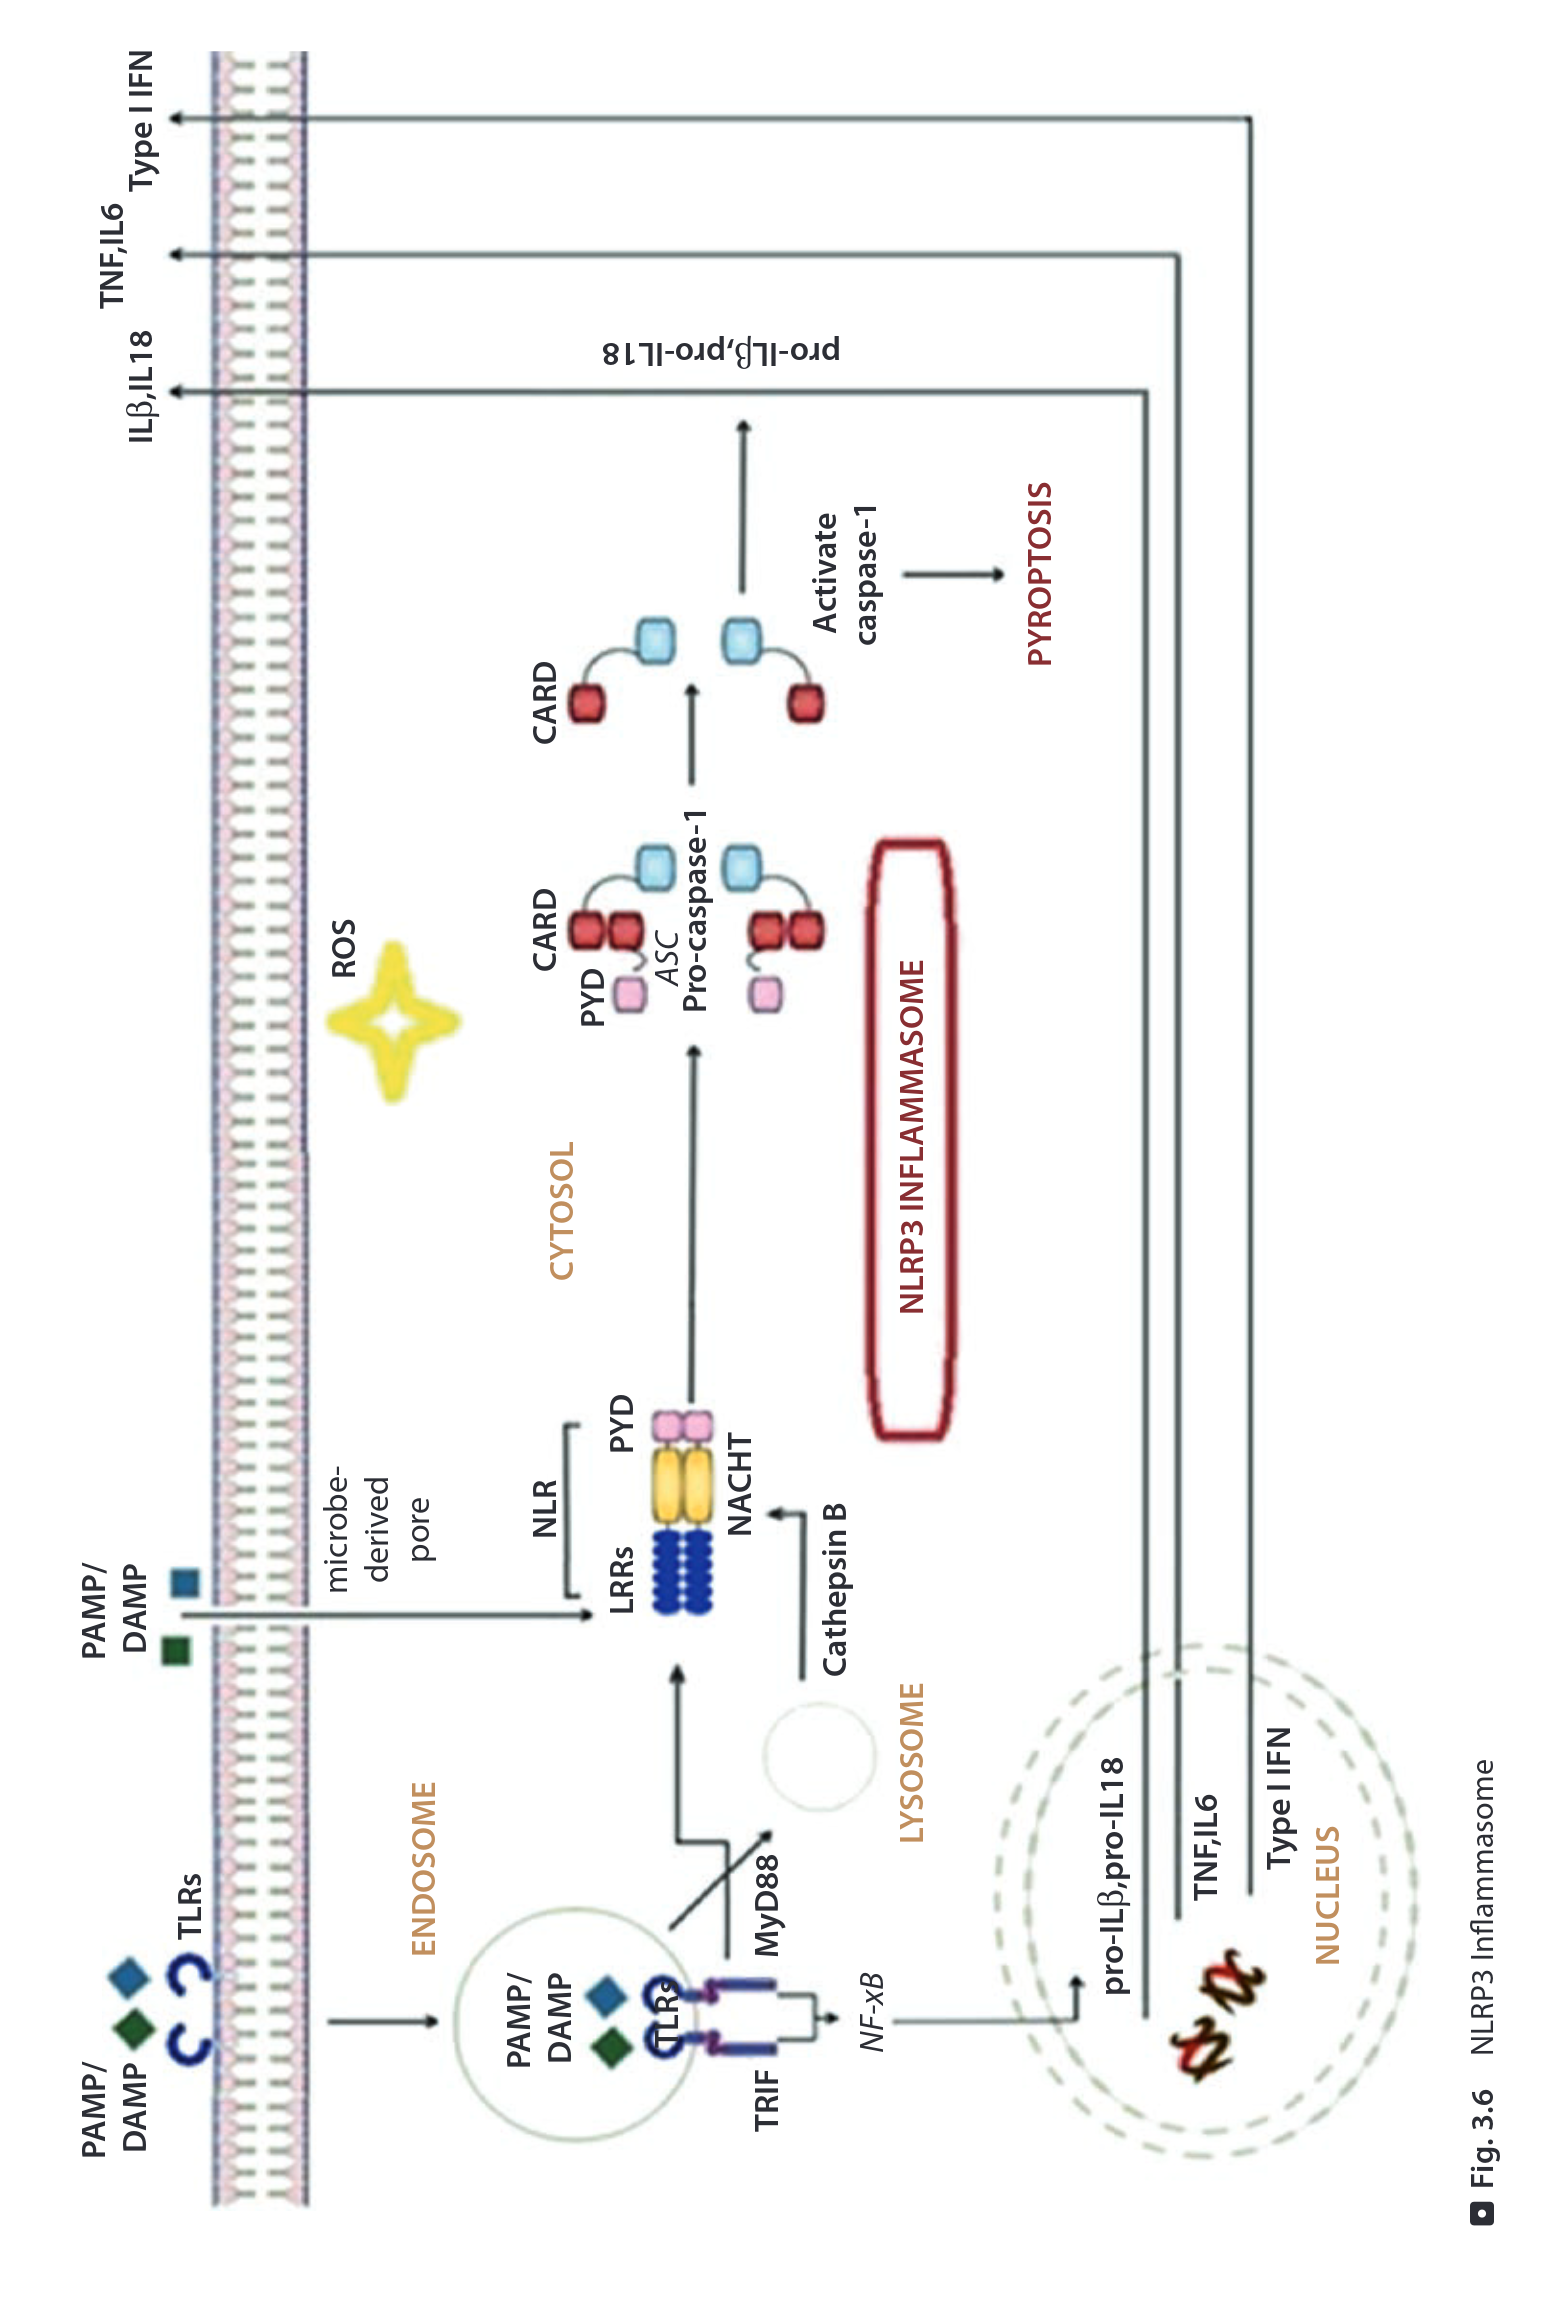 PAMP/
DAMP
TLRs
PAMP/
DAMP
ILβ,IL18
TNF,IL6
Type I IFN
microbe-
derived
pore
ROS
ENDOSOME
CYTOSOL
PAMP/
DAMP
TLRs
TRIF
MyD88
NF-xB
NLR
LRRs
PYD
NACHT
Cathepsin B
LYSOSOME
CARD
PYD
ASC
Pro-caspase-1
CARD
Activate
caspase-1
PYROPTOSIS
pro-ILβ,pro-IL18
NLRP3 INFLAMMASOME
pro-ILβ,pro-IL18
TNF,IL6
Type I IFN
NUCLEUS
Fig. 3.6 NLRP3 Inflammasome